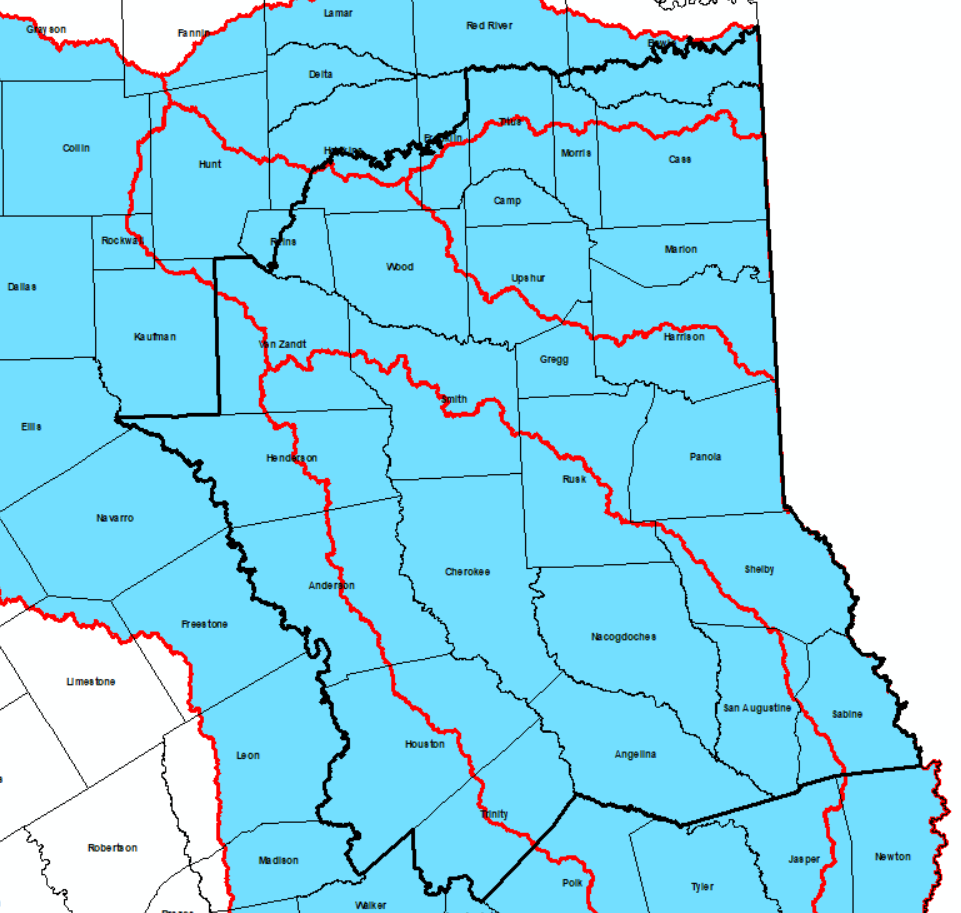 Lamar
Red River
Grayson
Fannin
Bowie
Delta
Titus
Franklin
Hopkins
Collin
Hunt
Morris
Cass
Camp
Rockwall
Rains
Marion
Wood
Upshur
Dallas
Kaufman
Van Zandt
Harrison
Gregg
Smith
Ellis
Henderson
Panola
Rusk
Navarro
Shelby
Cherokee
Anderson
Freestone
Nacogdoches
Limestone
San Augustine
Sabine
Houston
Leon
Angelina
Trinity
Robertson
Madison
Jasper
Newton
Polk
Tyler
Walker